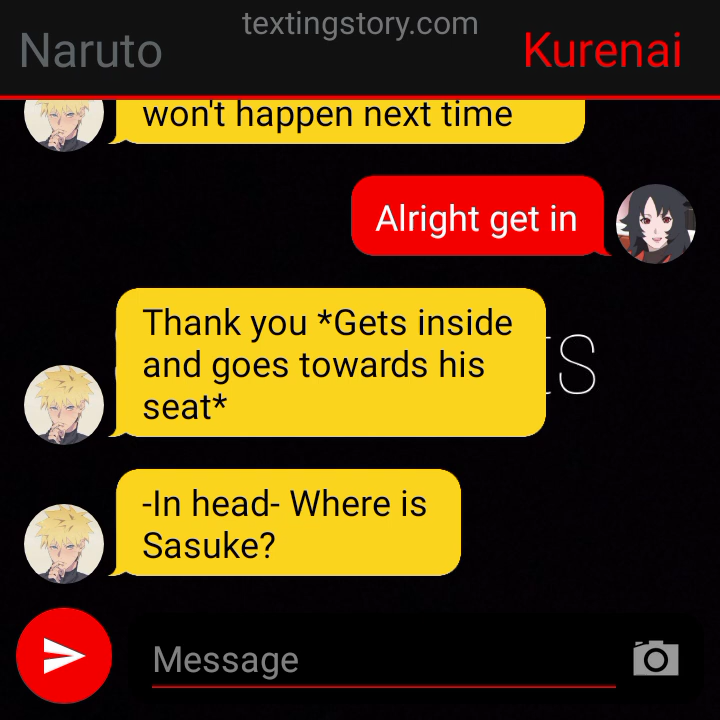 textingstory.com
Naruto
Kurenai
won't happen next time
Alright get in
Thank you *Gets inside
and goes towards his
seat*
-In head- Where is
Sasuke?
Message